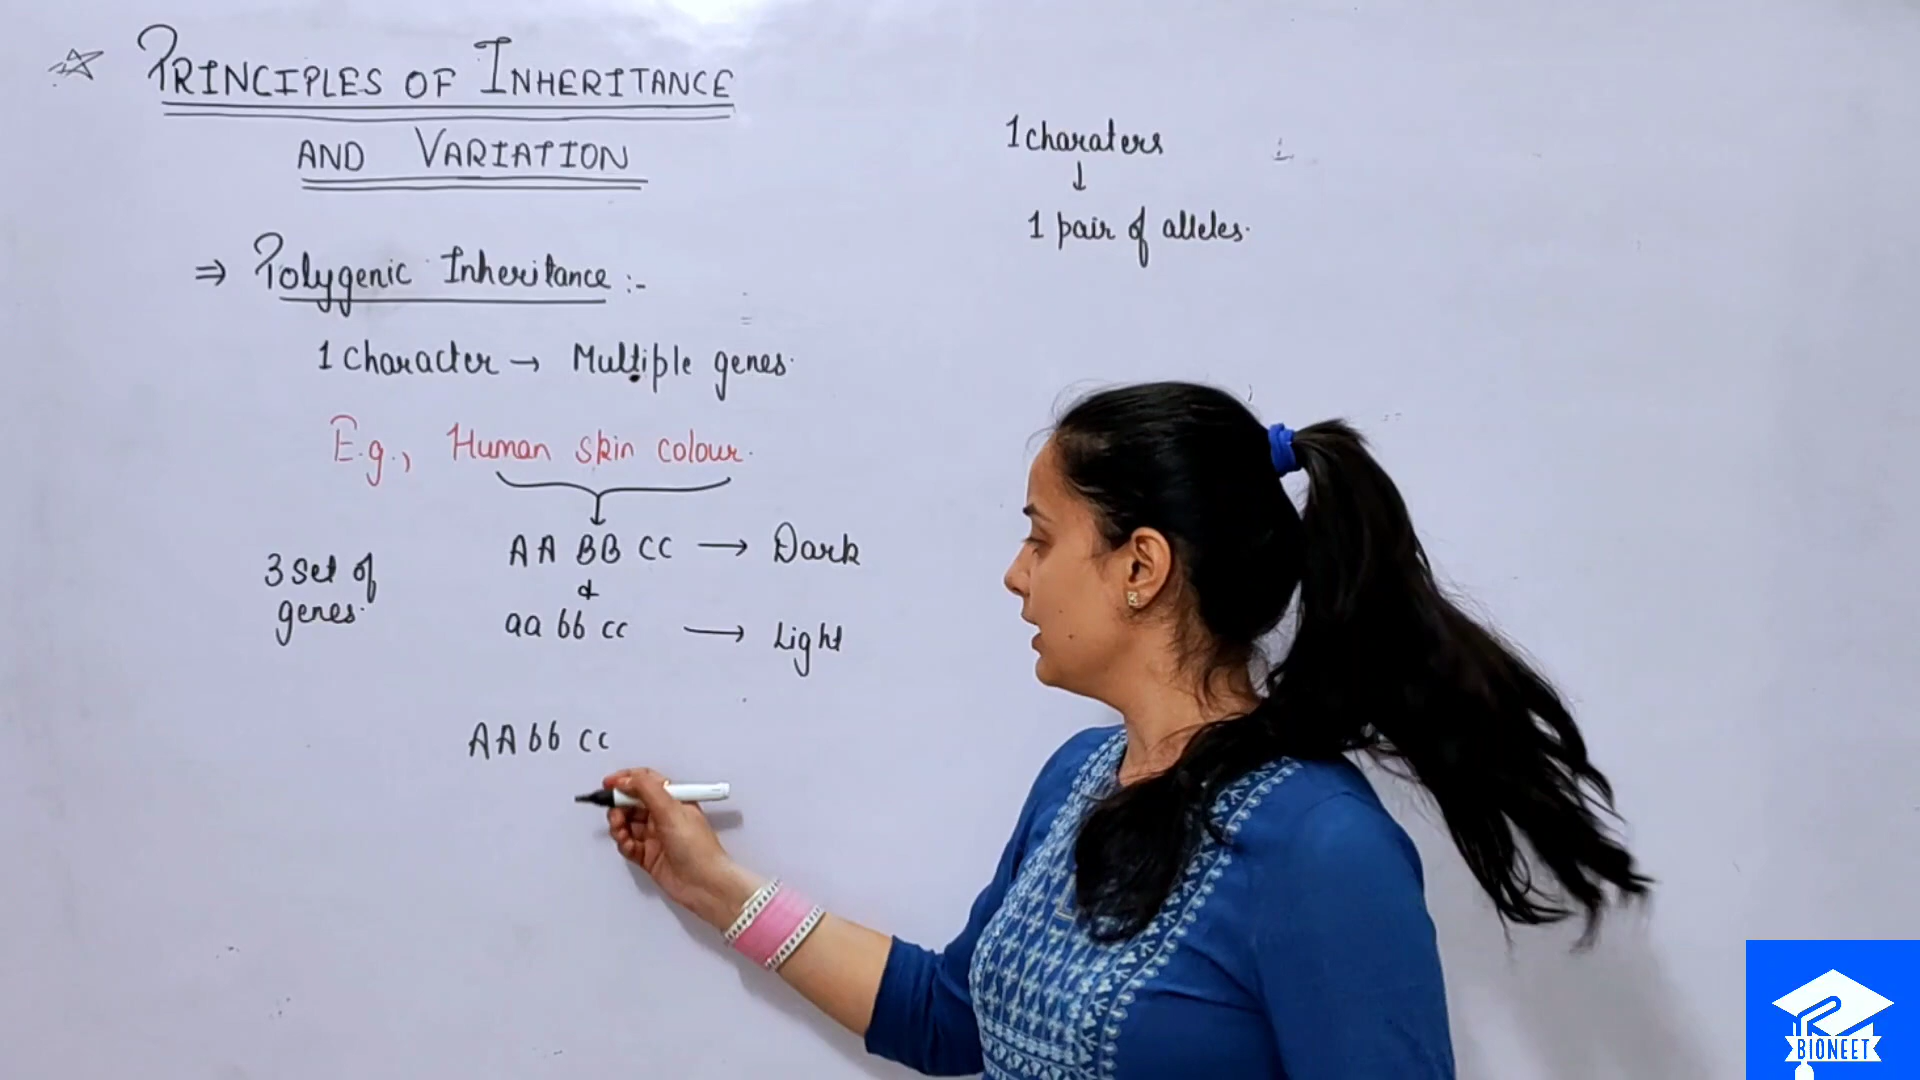 PRINCIPLES OF INHERITANCE
AND VARIATION
⇒ Polygenic Inheritance :-
1 Character → Multiple genes.
E.g., Human skin colour.
3 Set of
genes.
AA BB CC → Dark
&
aa bb cc → Light
AA bb cc
1 charaters
↓
1 pair of alleles.
BIONEET